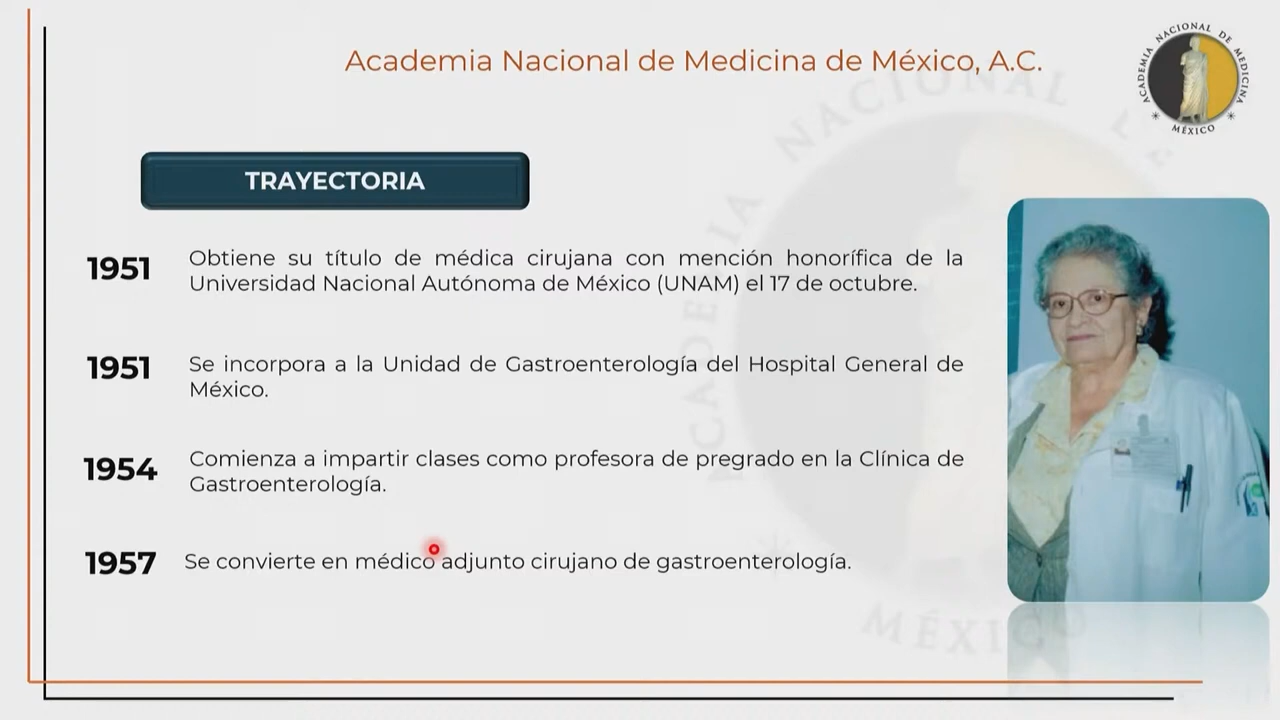 Academia Nacional de Medicina de México, A.C.
ACADEMIA NACIONAL DE MEDICINA
MÉXICO
TRAYECTORIA
1951
Obtiene su título de médica cirujana con mención honorífica de la
Universidad Nacional Autónoma de México (UNAM) el 17 de octubre.
1951
Se incorpora a la Unidad de Gastroenterología del Hospital General de
México.
1954
Comienza a impartir clases como profesora de pregrado en la Clínica de
Gastroenterología.
1957
Se convierte en médico adjunto cirujano de gastroenterología.